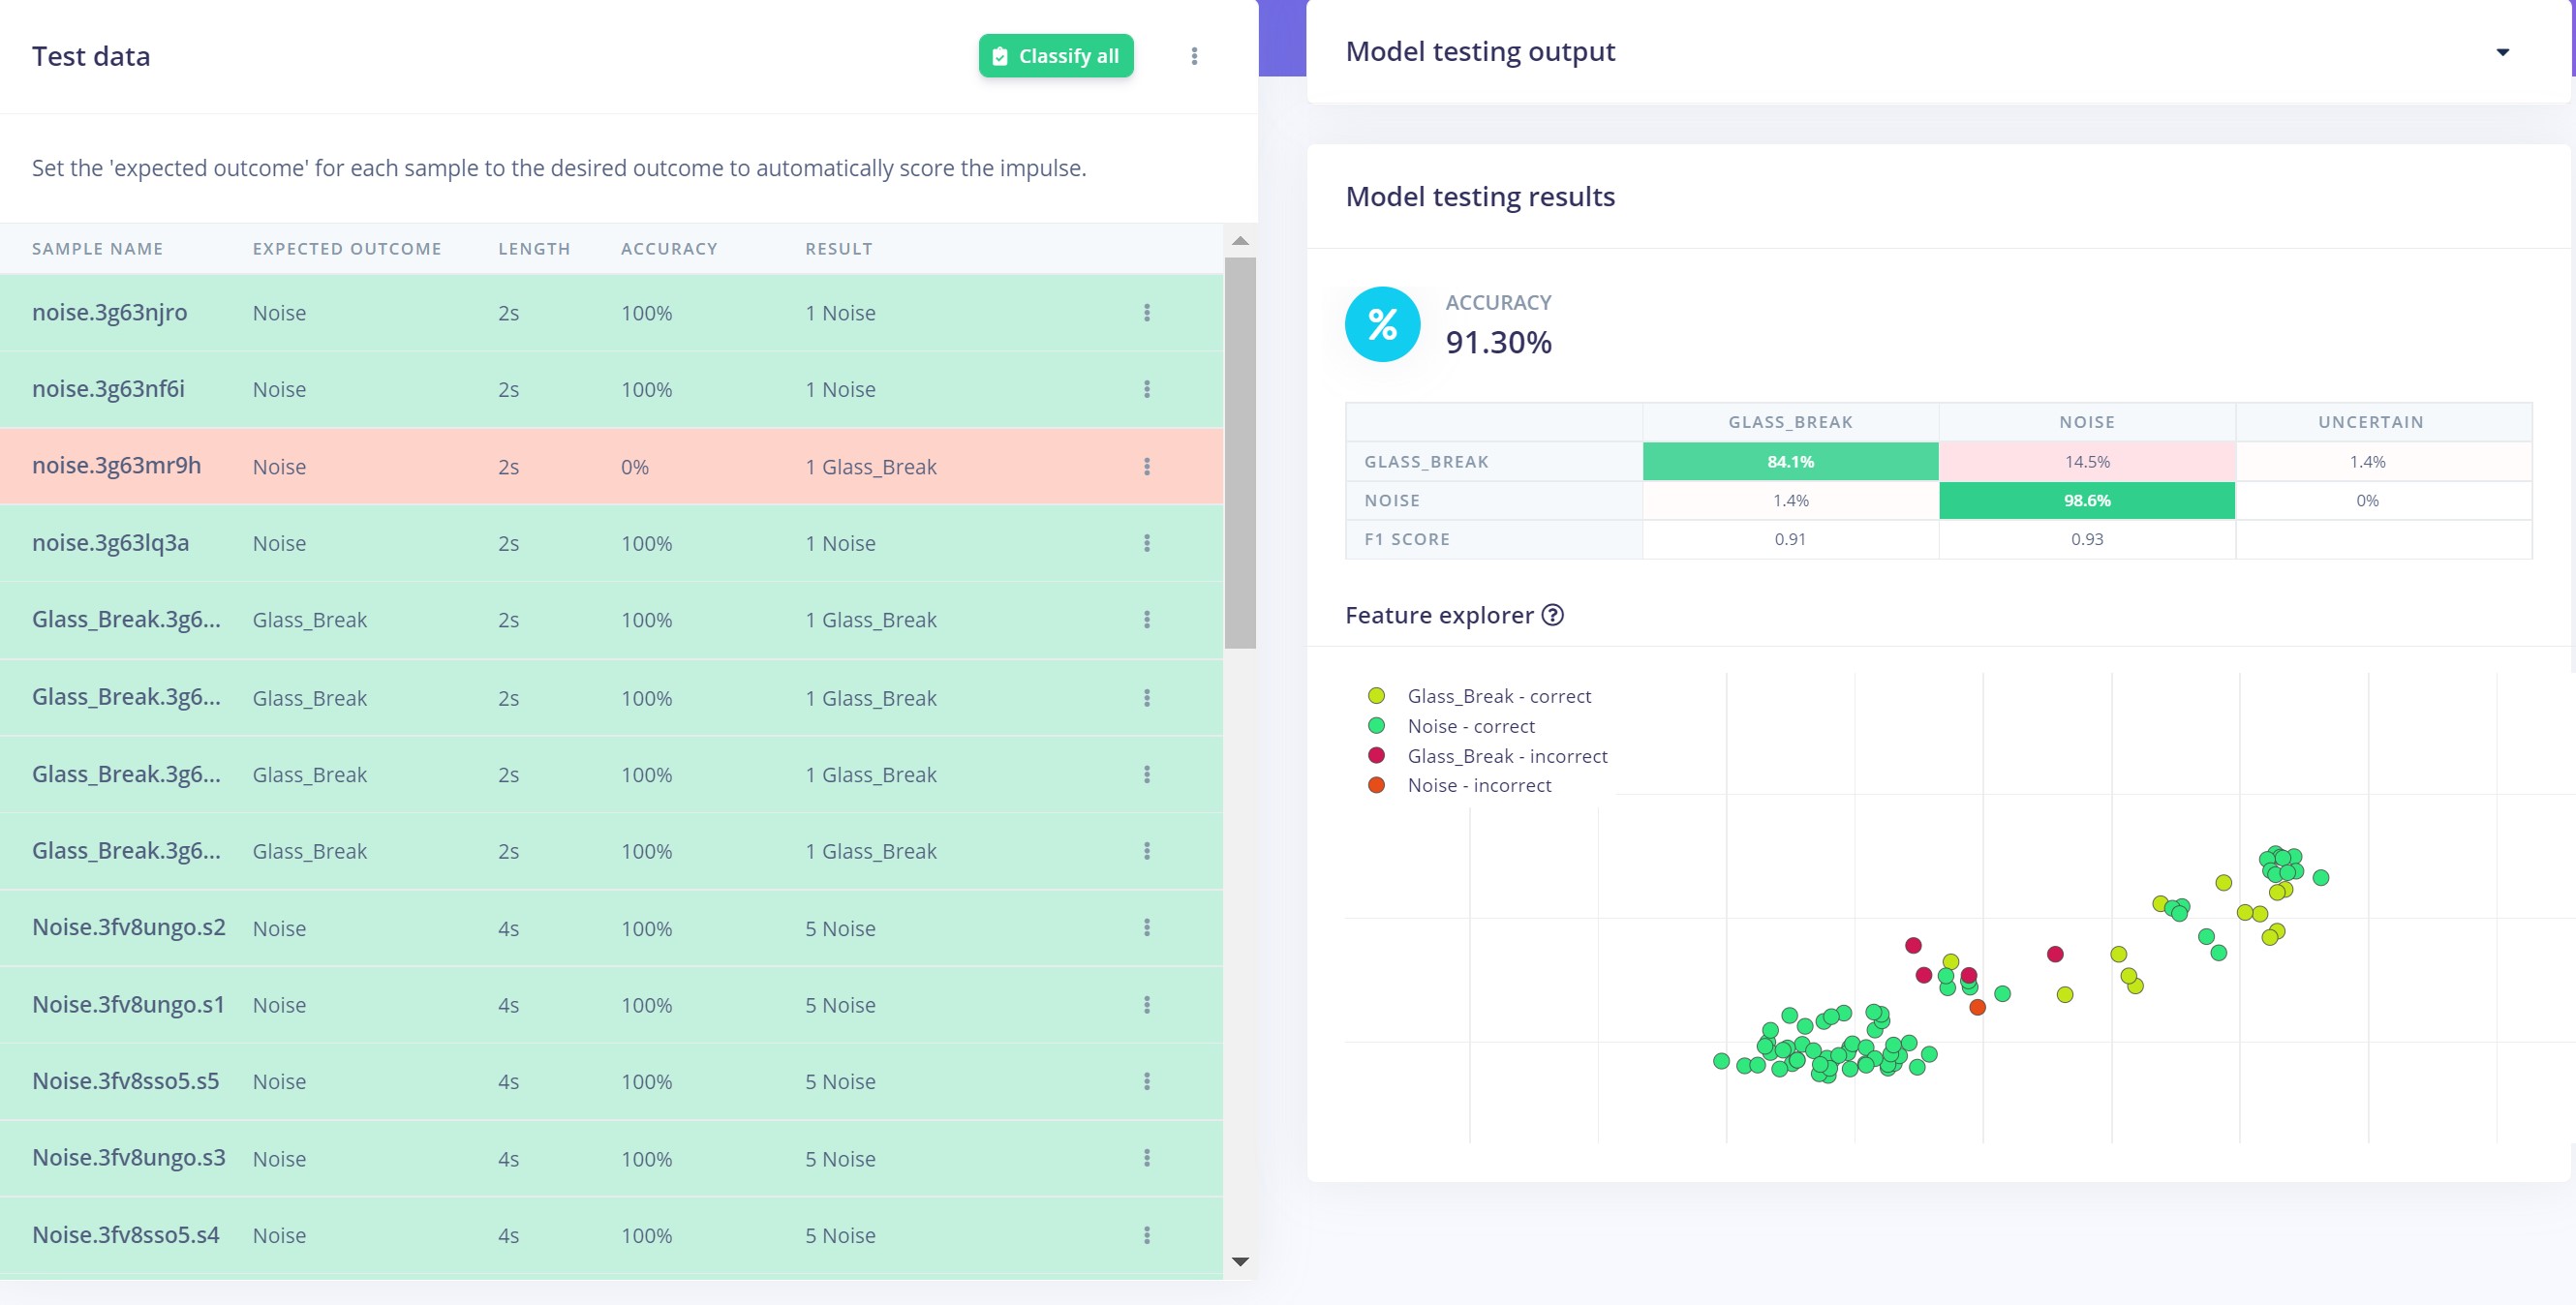 Test data
Classify all
Set the 'expected outcome' for each sample to the desired outcome to automatically score the impulse.
SAMPLE NAME EXPECTED OUTCOME LENGTH ACCURACY RESULT
noise.3g63njro Noise 2s 100% 1 Noise
noise.3g63nf6i Noise 2s 100% 1 Noise
noise.3g63mr9h Noise 2s 0% 1 Glass_Break
noise.3g63lq3a Noise 2s 100% 1 Noise
Glass_Break.3g6... Glass_Break 2s 100% 1 Glass_Break
Glass_Break.3g6... Glass_Break 2s 100% 1 Glass_Break
Glass_Break.3g6... Glass_Break 2s 100% 1 Glass_Break
Glass_Break.3g6... Glass_Break 2s 100% 1 Glass_Break
Noise.3fv8ungo.s2 Noise 4s 100% 5 Noise
Noise.3fv8ungo.s1 Noise 4s 100% 5 Noise
Noise.3fv8sso5.s5 Noise 4s 100% 5 Noise
Noise.3fv8ungo.s3 Noise 4s 100% 5 Noise
Noise.3fv8sso5.s4 Noise 4s 100% 5 Noise
Model testing output
Model testing results
%
ACCURACY
91.30%
GLASS_BREAK NOISE UNCERTAIN
GLASS_BREAK 84.1% 14.5% 1.4%
NOISE 1.4% 98.6% 0%
F1 SCORE 0.91 0.93
Feature explorer ?
Glass_Break - correct
Noise - correct
Glass_Break - incorrect
Noise - incorrect